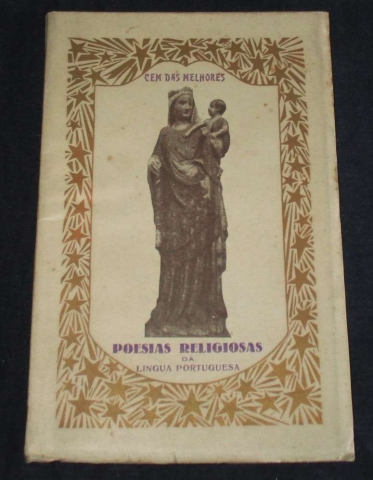 CEM DAS MELHORES
POESIAS RELIGIOSAS
DA
LINGUA PORTUGUESA